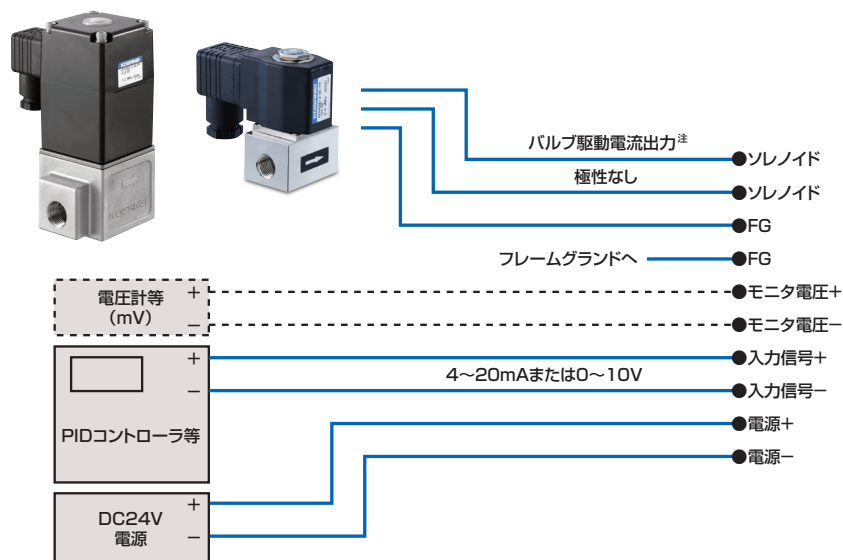 バルブ駆動電流出力注
●ソレノイド
極性なし
●ソレノイド
●FG
フレームグランドへ
●FG
電圧計等
(mV)
+
−
●モニタ電圧+
●モニタ電圧−
+
−
4〜20mAまたは0〜10V
●入力信号+
●入力信号−
PIDコントローラ等
●電源+
●電源−
DC24V
電源
+
−